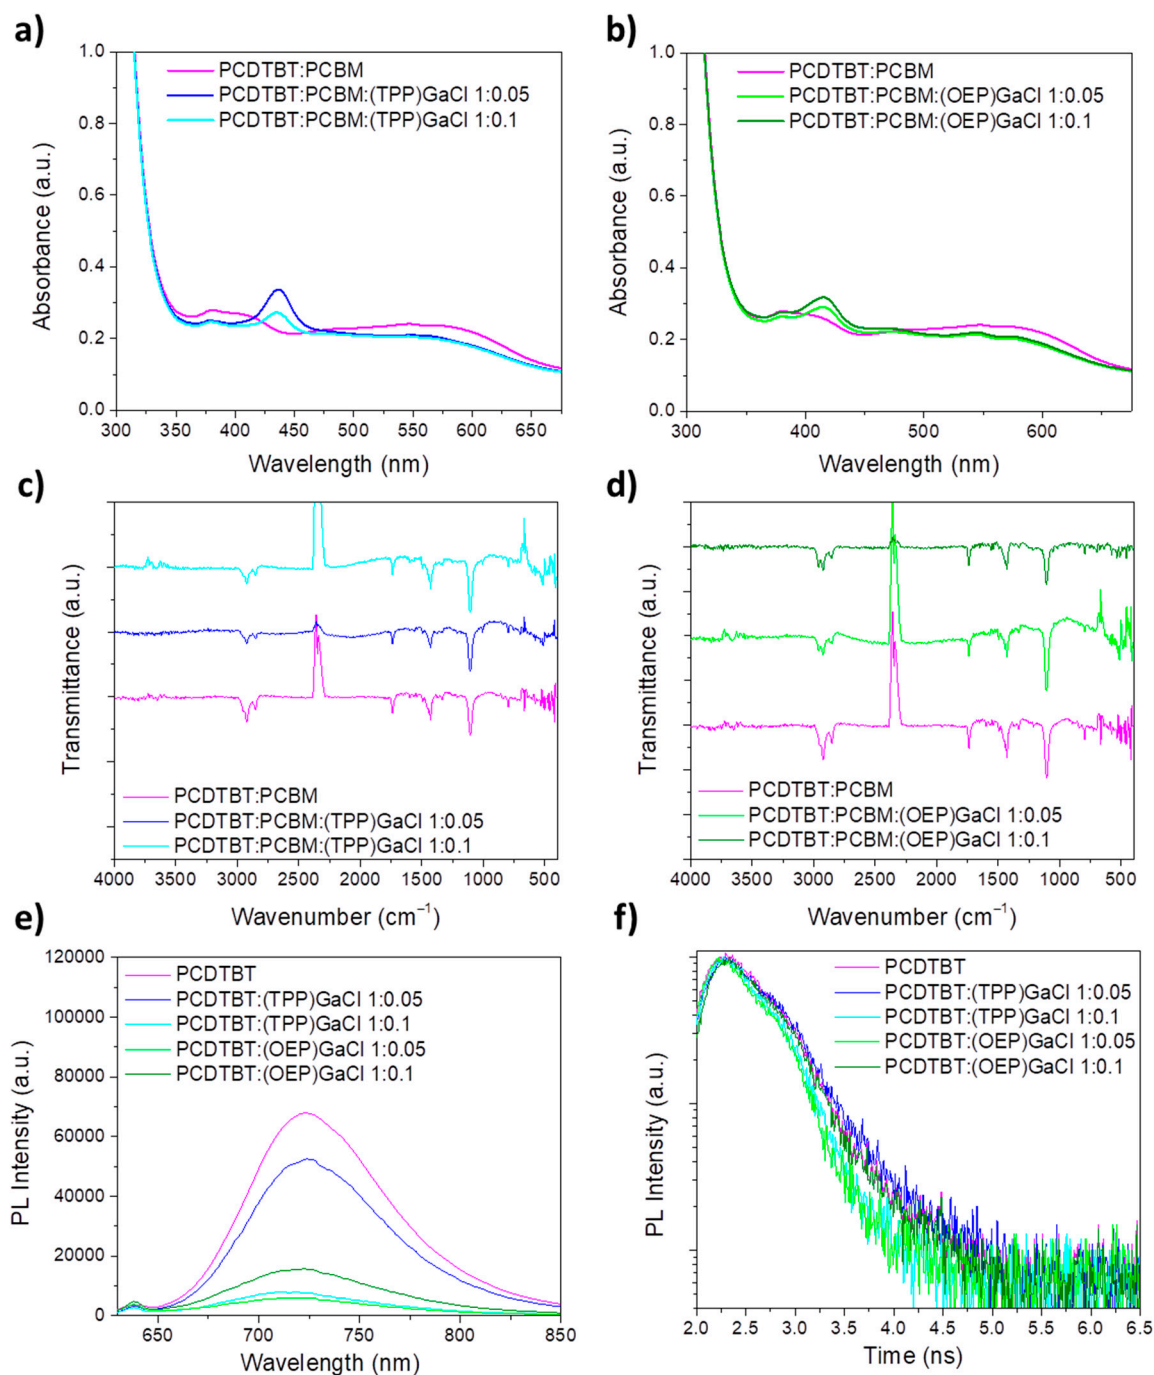 a)
1.0
0.8
0.6
0.4
0.2
0.0
Absorbance (a.u.)
PCDTBT:PCBM
PCDTBT:PCBM:(TPP)GaCl 1:0.05
PCDTBT:PCBM:(TPP)GaCl 1:0.1
300 350 400 450 500 550 600 650
Wavelength (nm)
b)
1.0
0.8
0.6
0.4
0.2
0.0
Absorbance (a.u.)
PCDTBT:PCBM
PCDTBT:PCBM:(OEP)GaCl 1:0.05
PCDTBT:PCBM:(OEP)GaCl 1:0.1
300 400 500 600
Wavelength (nm)
c)
Transmittance (a.u.)
PCDTBT:PCBM
PCDTBT:PCBM:(TPP)GaCl 1:0.05
PCDTBT:PCBM:(TPP)GaCl 1:0.1
4000 3500 3000 2500 2000 1500 1000 500
Wavenumber (cm⁻¹)
d)
Transmittance (a.u.)
PCDTBT:PCBM
PCDTBT:PCBM:(OEP)GaCl 1:0.05
PCDTBT:PCBM:(OEP)GaCl 1:0.1
4000 3500 3000 2500 2000 1500 1000 500
Wavenumber (cm⁻¹)
e)
120000
100000
80000
60000
40000
20000
0
PL Intensity (a.u.)
PCDTBT
PCDTBT:(TPP)GaCl 1:0.05
PCDTBT:(TPP)GaCl 1:0.1
PCDTBT:(OEP)GaCl 1:0.05
PCDTBT:(OEP)GaCl 1:0.1
650 700 750 800 850
Wavelength (nm)
f)
PL Intensity (a.u.)
PCDTBT
PCDTBT:(TPP)GaCl 1:0.05
PCDTBT:(TPP)GaCl 1:0.1
PCDTBT:(OEP)GaCl 1:0.05
PCDTBT:(OEP)GaCl 1:0.1
2.0 2.5 3.0 3.5 4.0 4.5 5.0 5.5 6.0 6.5
Time (ns)